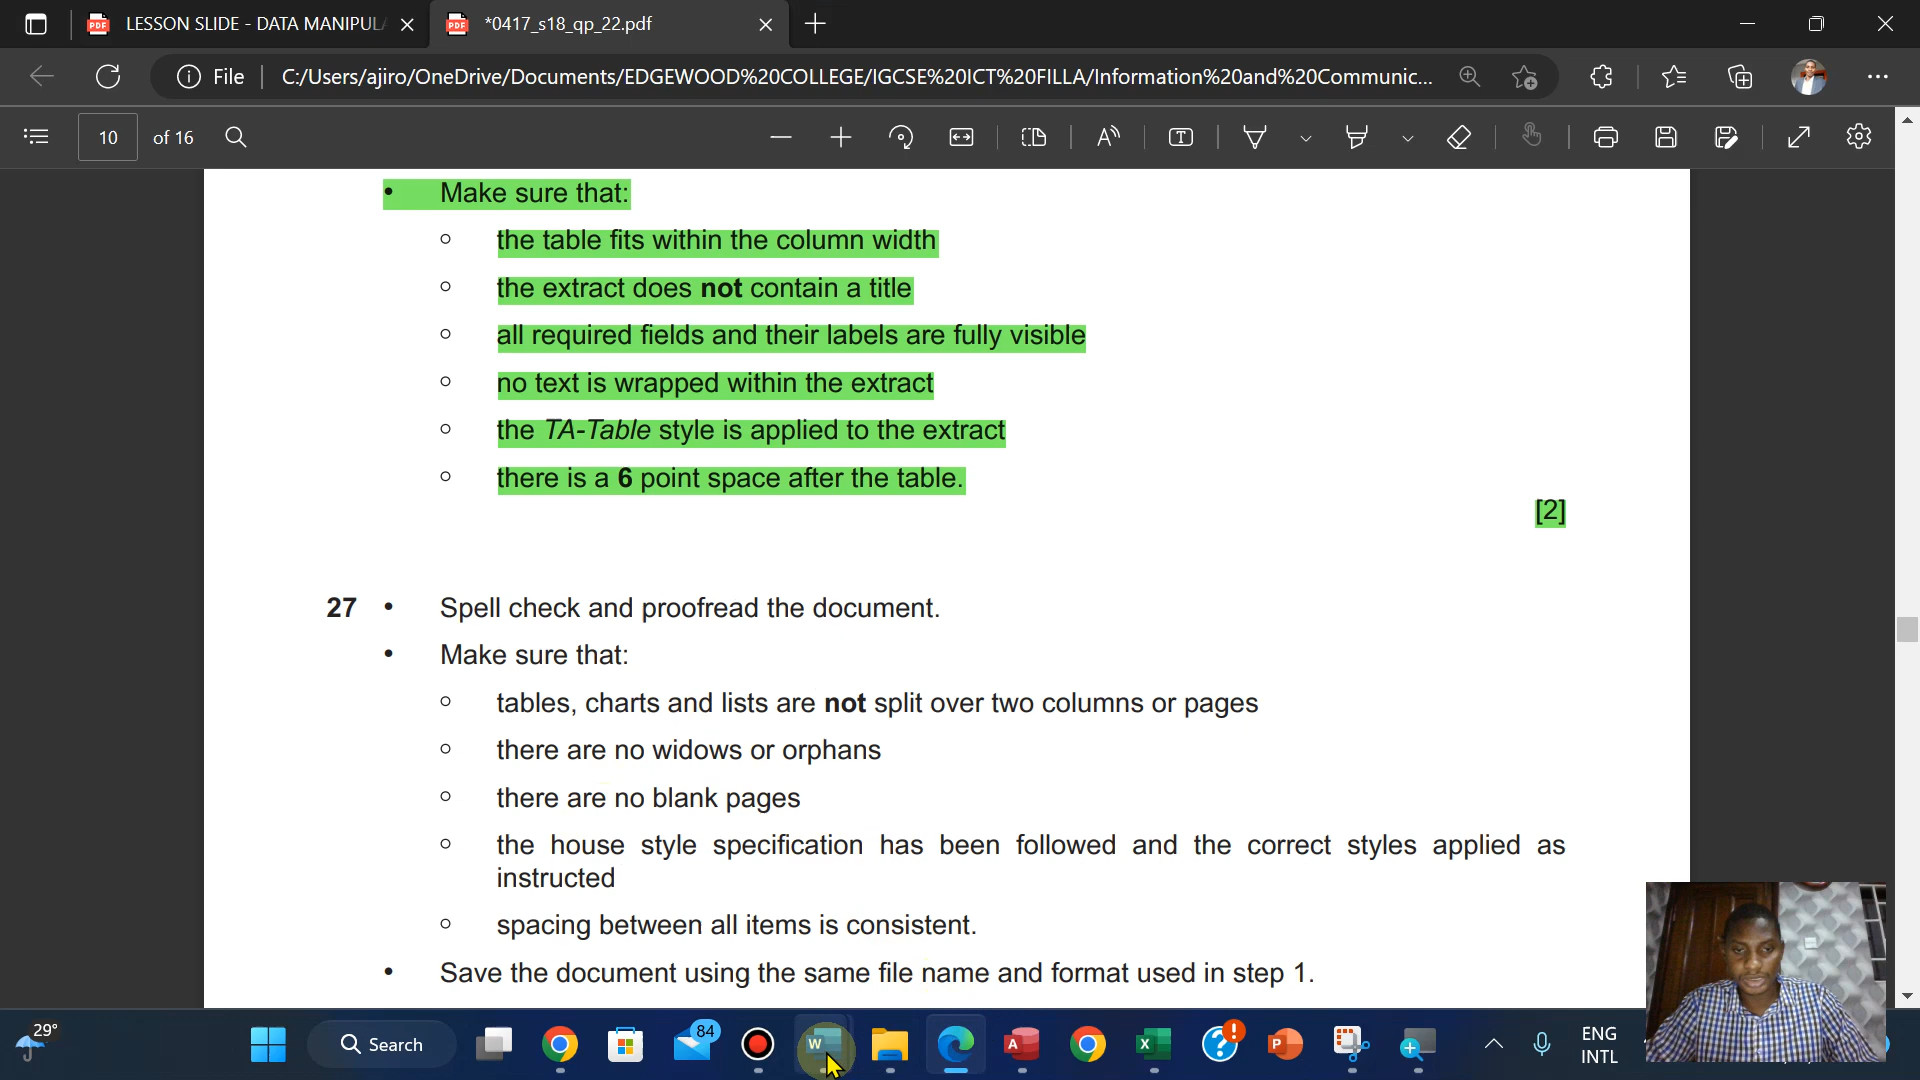 LESSON SLIDE - DATA MANIPUL
*0417_s18_qp_22.pdf
File
C:/Users/ajiro/OneDrive/Documents/EDGEWOOD%20COLLEGE/IGCSE%20ICT%20FILLA/Information%20and%20Communic...
10 of 16
• Make sure that:
○ the table fits within the column width
○ the extract does not contain a title
○ all required fields and their labels are fully visible
○ no text is wrapped within the extract
○ the TA-Table style is applied to the extract
○ there is a 6 point space after the table.
[2]
27 • Spell check and proofread the document.
• Make sure that:
○ tables, charts and lists are not split over two columns or pages
○ there are no widows or orphans
○ there are no blank pages
○ the house style specification has been followed and the correct styles applied as
instructed
○ spacing between all items is consistent.
• Save the document using the same file name and format used in step 1.
29°
Search
84
ENG
INTL